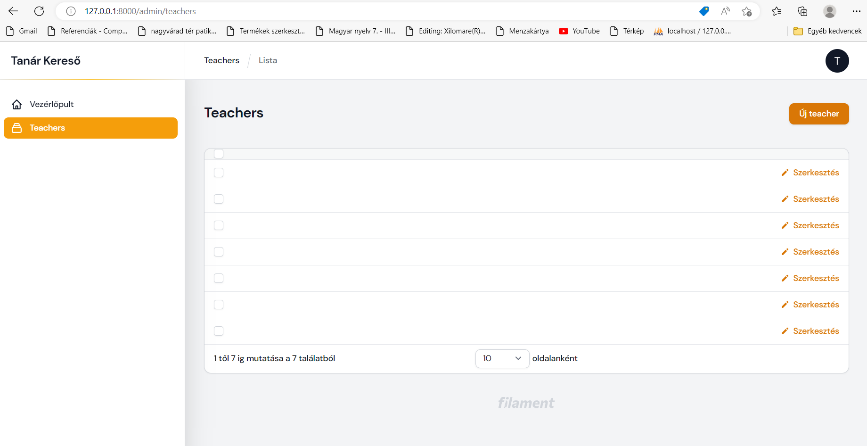 127.0.0.1:8000/admin/teachers
Gmail
Referenciák - Comp...
nagyvárad tér patik...
Termékek szerkeszt...
Magyar nyelv 7. - III...
Editing: Xilomare(R)...
Menzakártya
YouTube
Térkép
localhost / 127.0.0....
Egyéb kedvencek
Tanár Kereső
Teachers / Lista
T
Vezérlőpult
Teachers
Teachers
Új teacher
Szerkesztés
Szerkesztés
Szerkesztés
Szerkesztés
Szerkesztés
Szerkesztés
Szerkesztés
1 től 7 ig mutatása a 7 találatból
10 oldalanként
filament